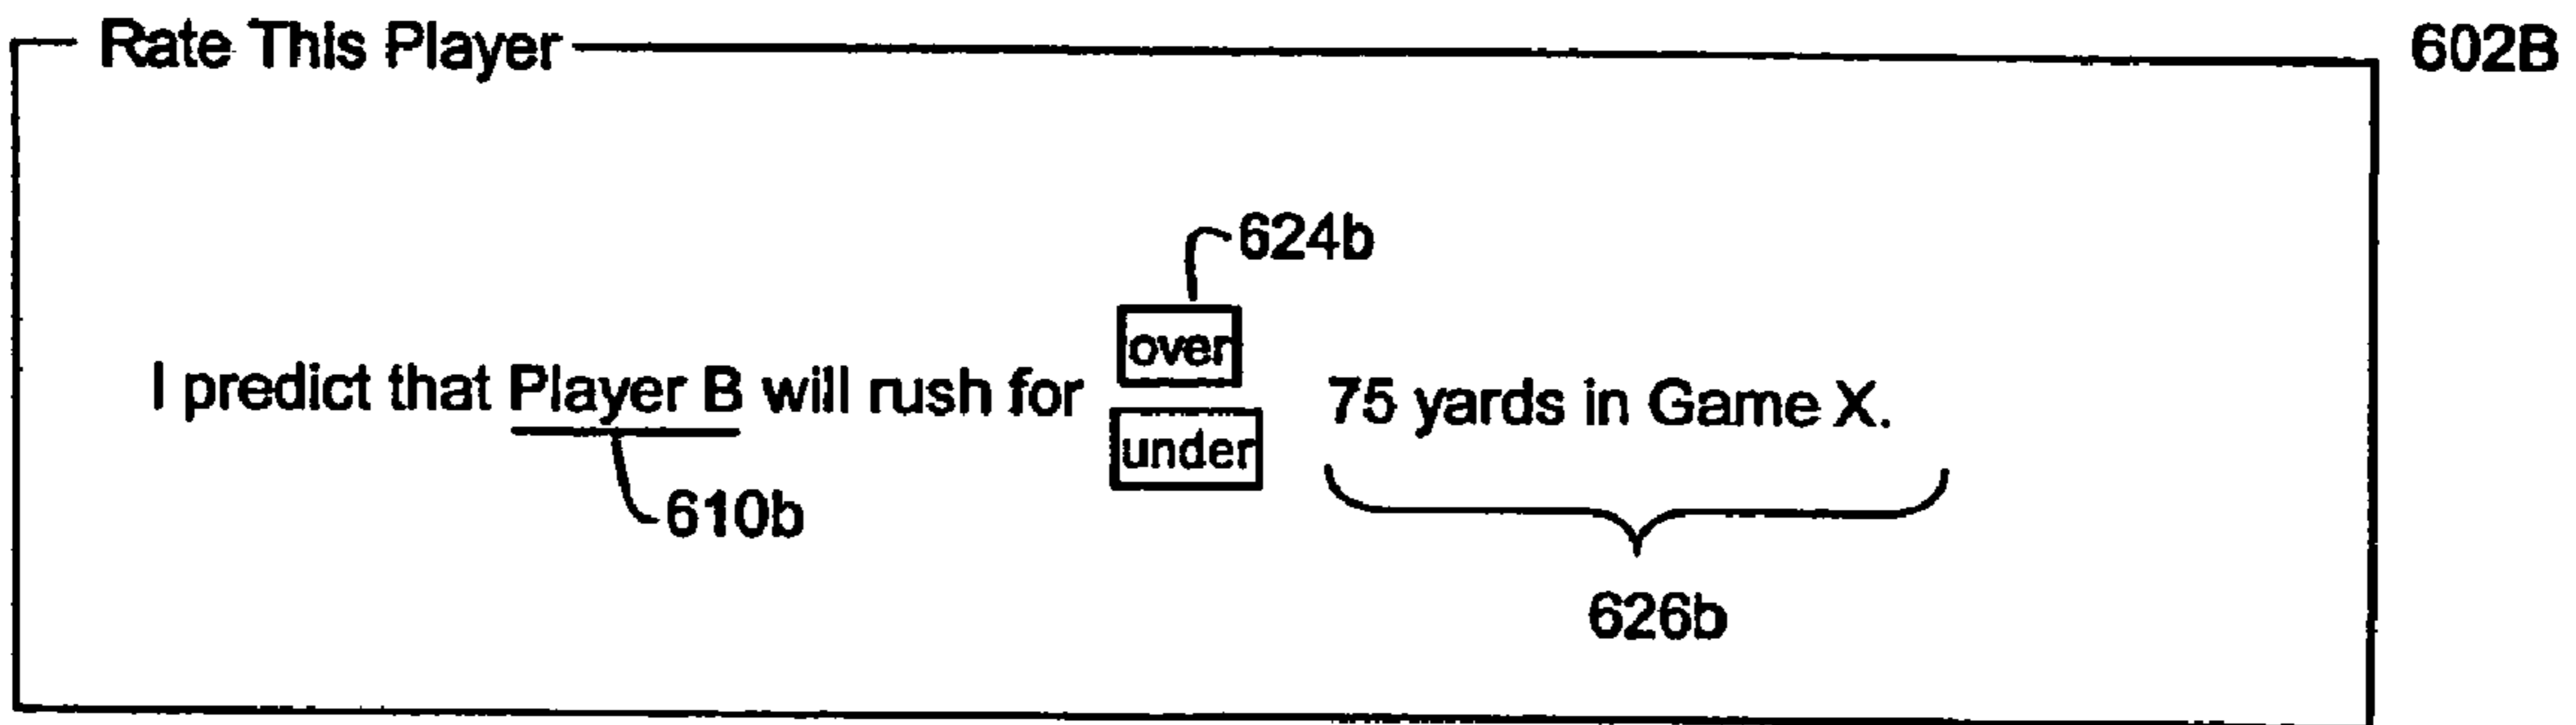 Rate This Player
602B
624b
over
I predict that Player B will rush for
75 yards in Game X.
under
610b
626b